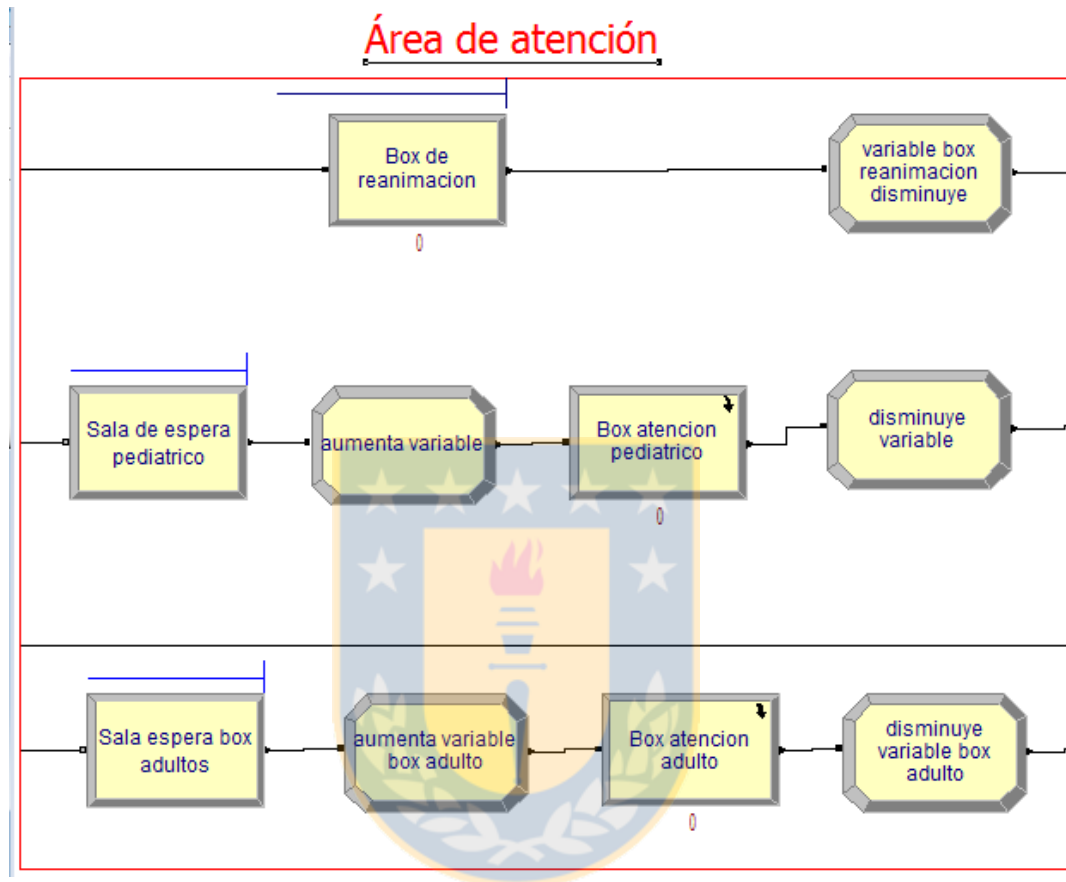 Área de atención
Box de
reanimacion
0
variable box
reanimacion
disminuye
Sala de espera
pediatrico
aumenta variable
Box atencion
pediatrico
0
disminuye
variable
Sala espera box
adultos
aumenta variable
box adulto
Box atencion
adulto
0
disminuye
variable box
adulto